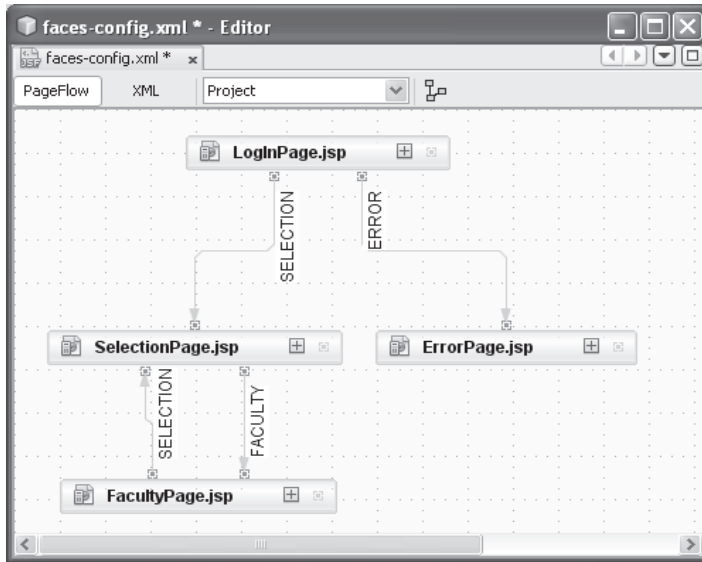 faces-config.xml * - Editor
faces-config.xml *
PageFlow XML Project
LogInPage.jsp
SELECTION
ERROR
SelectionPage.jsp
ErrorPage.jsp
SELECTION
FACULTY
FacultyPage.jsp